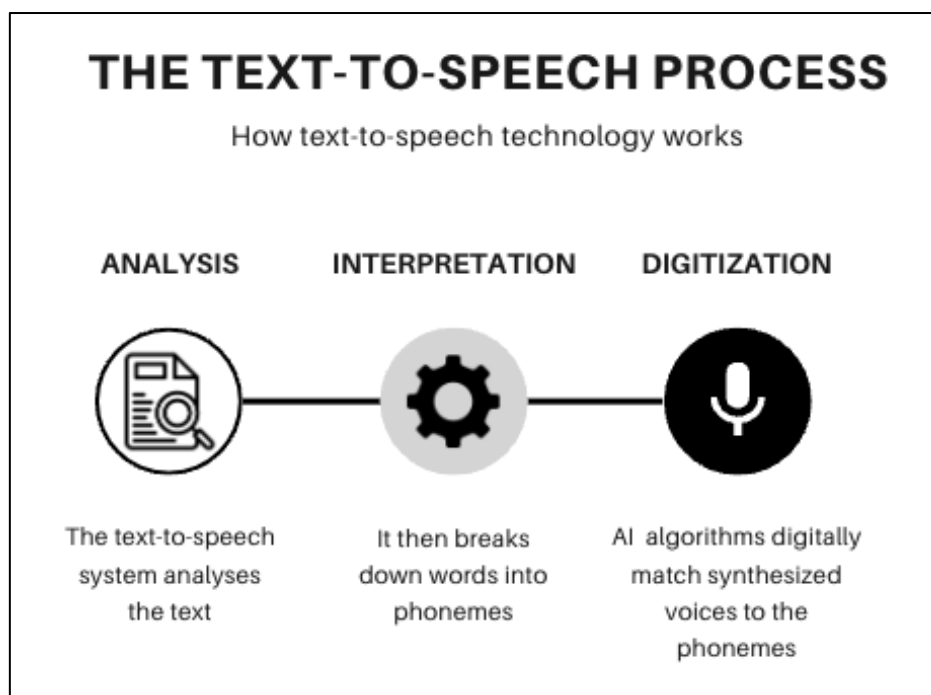 THE TEXT-TO-SPEECH PROCESS
How text-to-speech technology works
ANALYSIS
The text-to-speech
system analyses
the text
INTERPRETATION
It then breaks
down words into
phonemes
DIGITIZATION
AI algorithms digitally
match synthesized
voices to the
phonemes